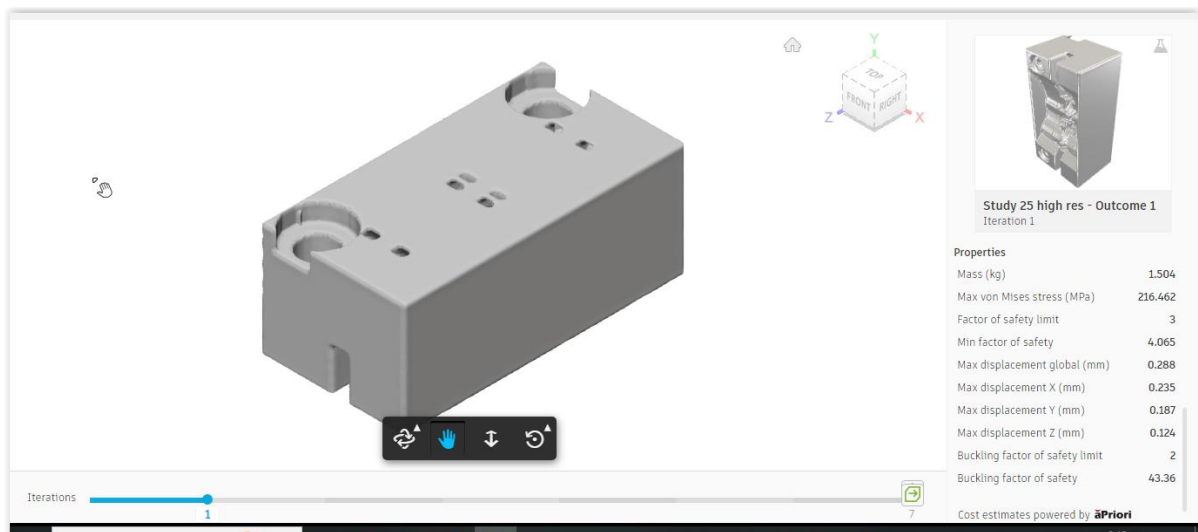 Y
TOP
FRONT
RIGHT
Z
X
Study 25 high res - Outcome 1
Iteration 1
Properties
Mass (kg) 1.504
Max von Mises stress (MPa) 216.462
Factor of safety limit 3
Min factor of safety 4.065
Max displacement global (mm) 0.288
Max displacement X (mm) 0.235
Max displacement Y (mm) 0.187
Max displacement Z (mm) 0.124
Buckling factor of safety limit 2
Buckling factor of safety 43.36
Cost estimates powered by ãPriori
Iterations
1
7